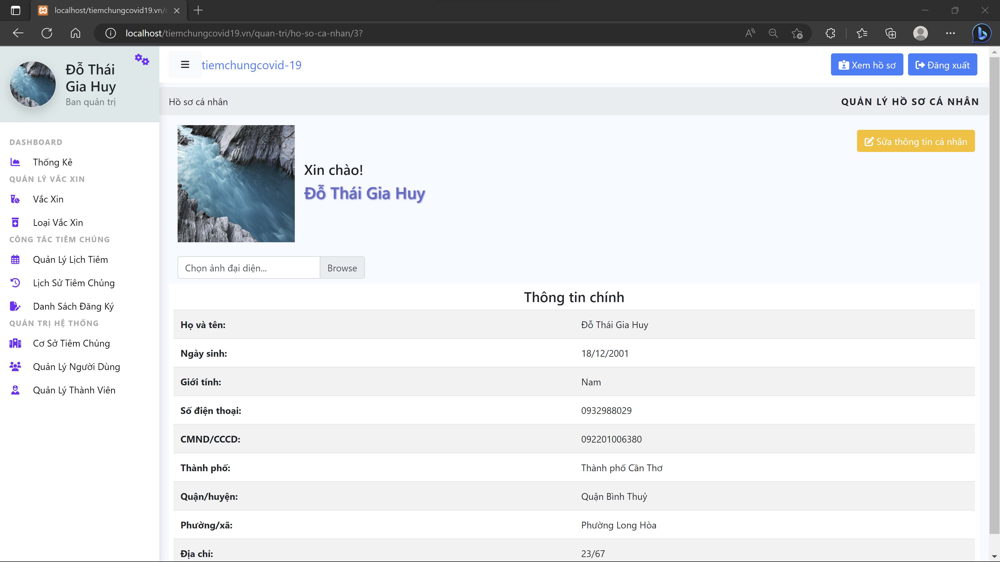 localhost/tiemchungcovid19.vn/
localhost/tiemchungcovid19.vn/quan-tri/ho-so-ca-nhan/3?
Đỗ Thái
Gia Huy
Ban quản trị
DASHBOARD
Thống Kê
QUẢN LÝ VẮC XIN
Vắc Xin
Loại Vắc Xin
CÔNG TÁC TIÊM CHỦNG
Quản Lý Lịch Tiêm
Lịch Sử Tiêm Chủng
Danh Sách Đăng Ký
QUẢN TRỊ HỆ THỐNG
Cơ Sở Tiêm Chủng
Quản Lý Người Dùng
Quản Lý Thành Viên
tiemchungcovid-19
Xem hồ sơ
Đăng xuất
Hồ sơ cá nhân
QUẢN LÝ HỒ SƠ CÁ NHÂN
Sửa thông tin cá nhân
Xin chào!
Đỗ Thái Gia Huy
Chọn ảnh đại diện...
Browse
Thông tin chính
Họ và tên: Đỗ Thái Gia Huy
Ngày sinh: 18/12/2001
Giới tính: Nam
Số điện thoại: 0932988029
CMND/CCCD: 092201006380
Thành phố: Thành phố Cần Thơ
Quận/huyện: Quận Bình Thuỷ
Phường/xã: Phường Long Hòa
Địa chỉ: 23/67